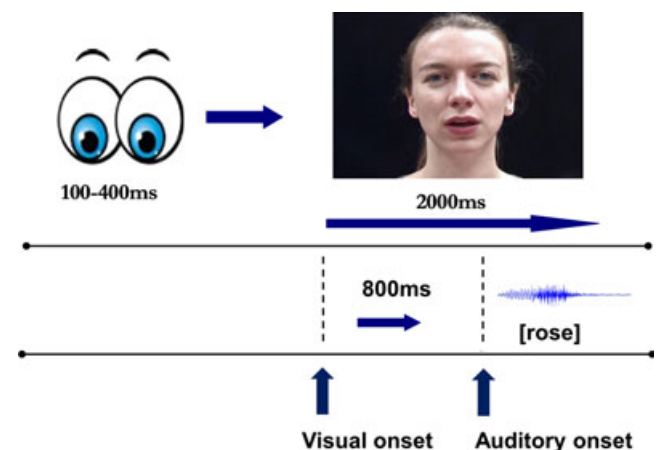 100-400ms
2000ms
800ms
[rose]
Visual onset
Auditory onset